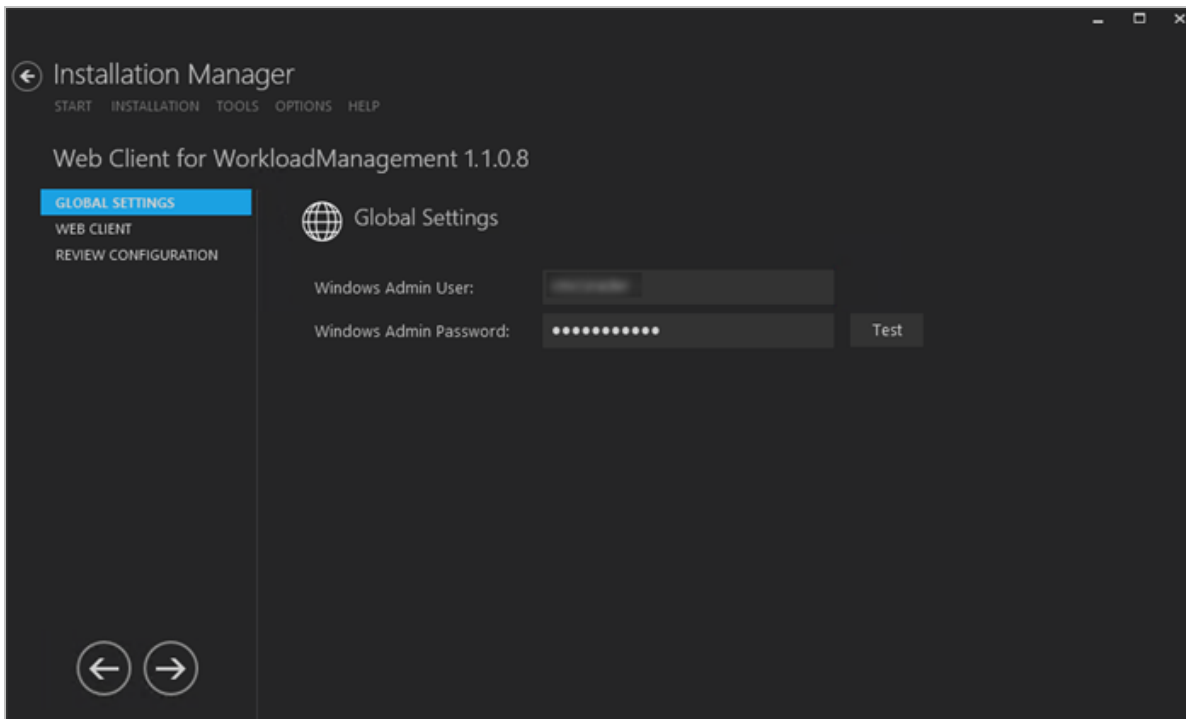 Installation Manager
START INSTALLATION TOOLS OPTIONS HELP
Web Client for WorkloadManagement 1.1.0.8
GLOBAL SETTINGS
WEB CLIENT
REVIEW CONFIGURATION
Global Settings
Windows Admin User:
Windows Admin Password: ●●●●●●●●●●● Test